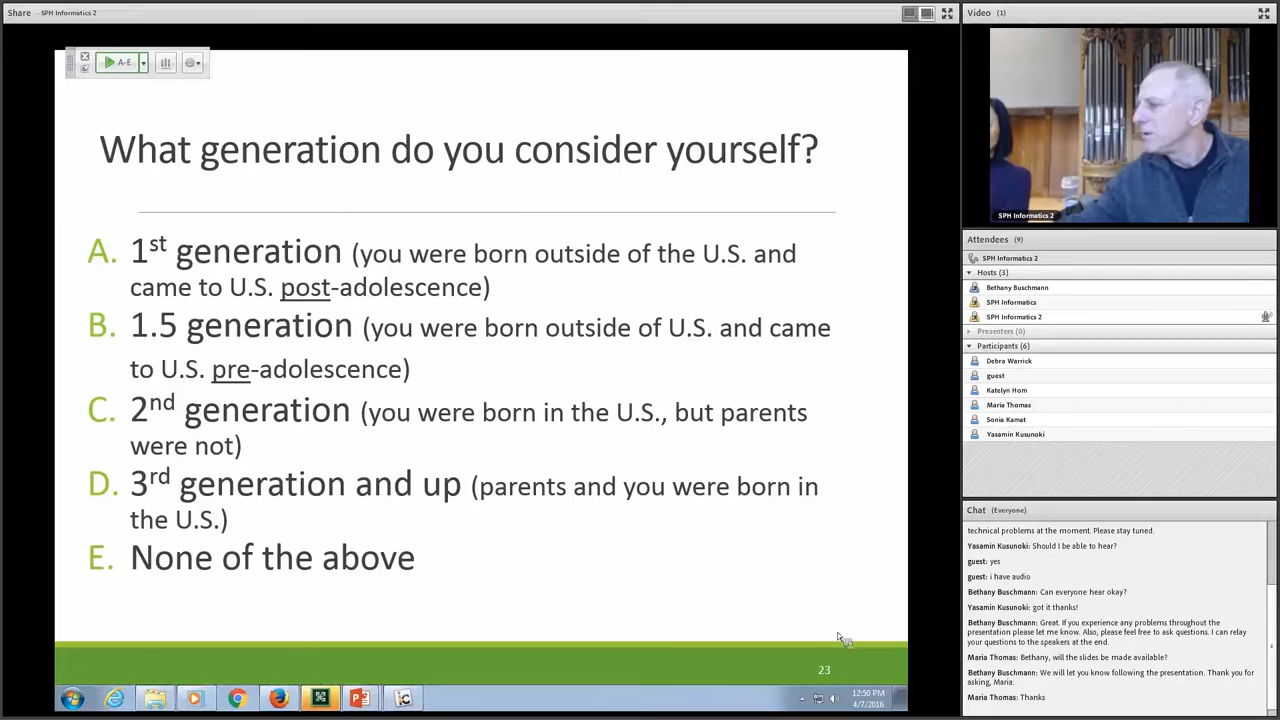 Share - SPH Informatics 2
A-E
What generation do you consider yourself?
A. 1st generation (you were born outside of the U.S. and
came to U.S. post-adolescence)
B. 1.5 generation (you were born outside of U.S. and came
to U.S. pre-adolescence)
C. 2nd generation (you were born in the U.S., but parents
were not)
D. 3rd generation and up (parents and you were born in
the U.S.)
E. None of the above
23
12:50 PM
4/7/2016
Video (1)
SPH Informatics 2
Attendees (9)
SPH Informatics 2
Hosts (3)
Bethany Buschmann
SPH Informatics
SPH Informatics 2
Presenters (0)
Participants (6)
Debra Warrick
guest
Katelyn Hom
Maria Thomas
Sonia Kamat
Yasamin Kusunoki
Chat (Everyone)
technical problems at the moment. Please stay tuned.
Yasamin Kusunoki: Should I be able to hear?
guest: yes
guest: i have audio
Bethany Buschmann: Can everyone hear okay?
Yasamin Kusunoki: got it thanks!
Bethany Buschmann: Great. If you experience any problems throughout the
presentation please let me know. Also, please feel free to ask questions. I can relay
your questions to the speakers at the end.
Maria Thomas: Bethany, will the slides be made available?
Bethany Buschmann: We will let you know following the presentation. Thank you for
asking, Maria.
Maria Thomas: Thanks